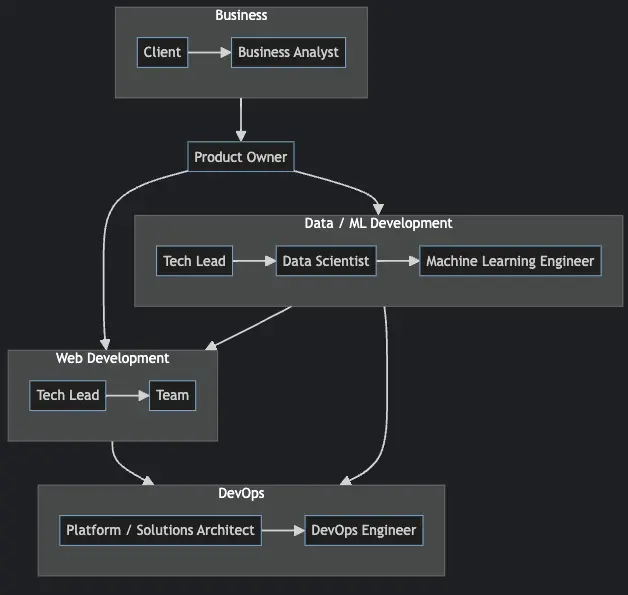 Business
Client
Business Analyst
Product Owner
Data / ML Development
Tech Lead
Data Scientist
Machine Learning Engineer
Web Development
Tech Lead
Team
DevOps
Platform / Solutions Architect
DevOps Engineer